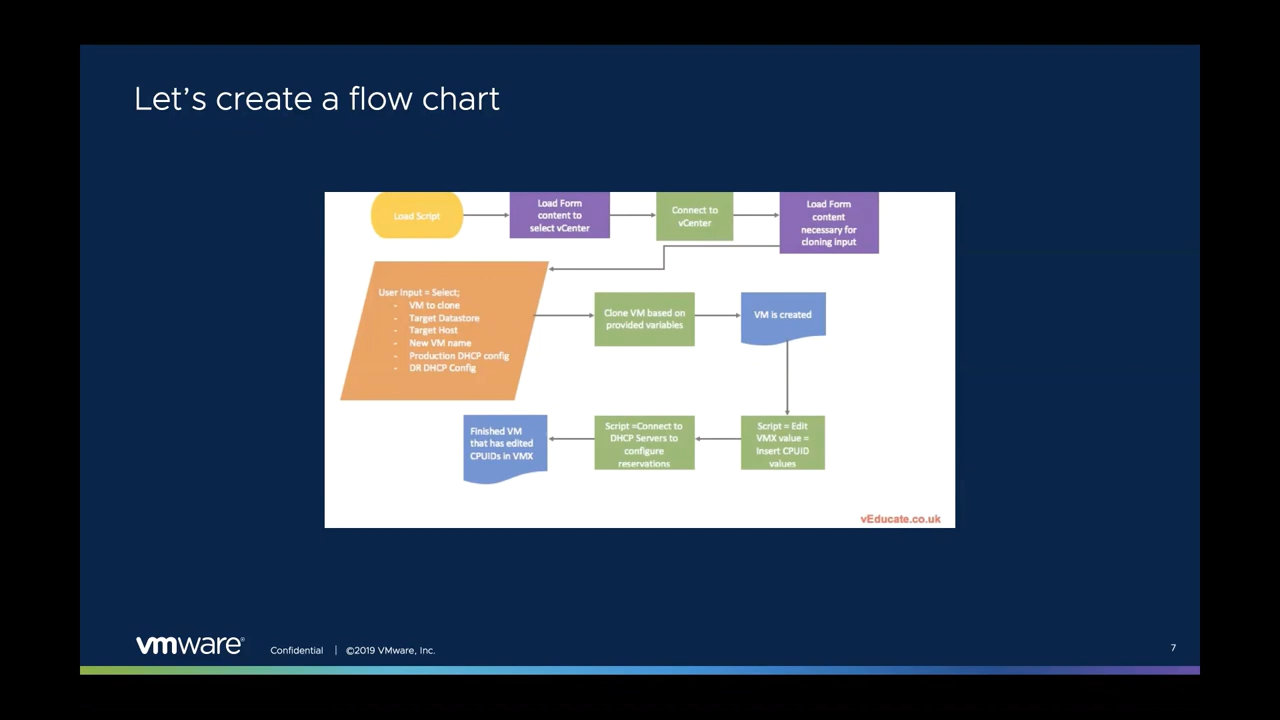 Let’s create a flow chart
Load Script
Load Form
content to
select vCenter
Connect to
vCenter
Load Form
content
necessary for
cloning input
User Input = Select;
- VM to clone
- Target Datastore
- Target Host
- New VM name
- Production DHCP config
- DR DHCP Config
Clone VM based on
provided variables
VM is created
Finished VM
that has edited
CPUIDs in VMX
Script =Connect to
DHCP Servers to
configure
reservations
Script = Edit
VMX value =
Insert CPUID
values
vEducate.co.uk
vmware®
Confidential | ©2019 VMware, Inc.
7